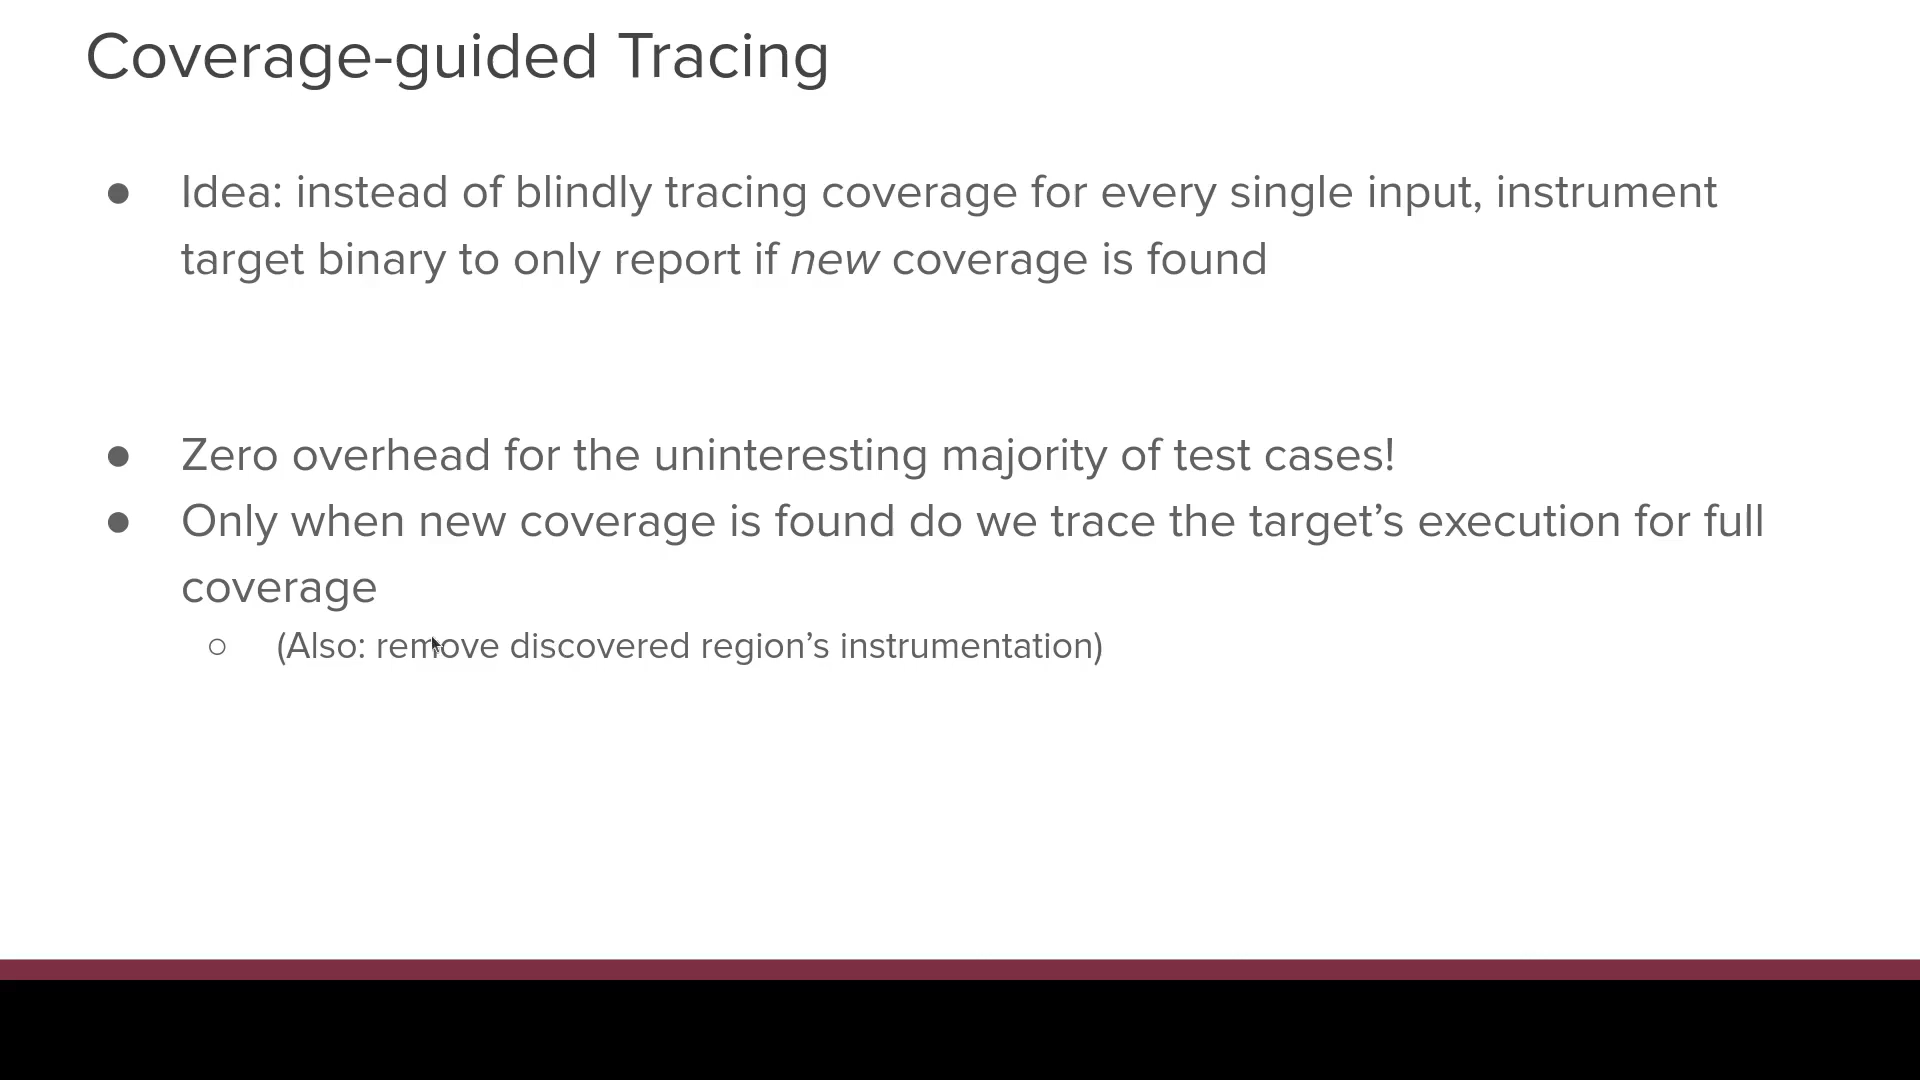 Coverage-guided Tracing
● Idea: instead of blindly tracing coverage for every single input, instrument
target binary to only report if new coverage is found
● Zero overhead for the uninteresting majority of test cases!
● Only when new coverage is found do we trace the target’s execution for full
coverage
○ (Also: remove discovered region’s instrumentation)